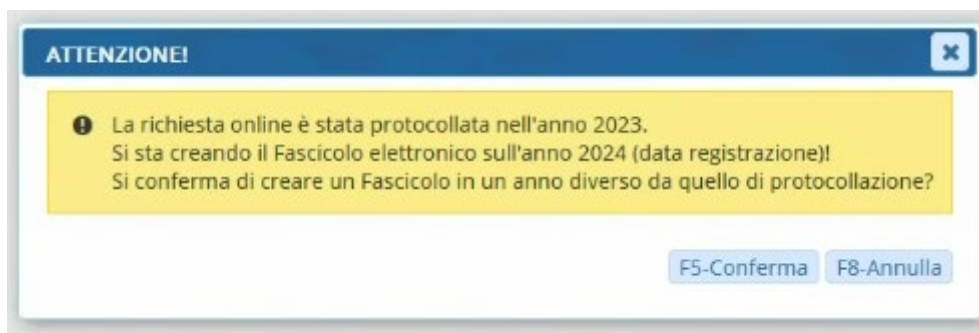 ATTENZIONE!
La richiesta online è stata protocollata nell'anno 2023.
Si sta creando il Fascicolo elettronico sull'anno 2024 (data registrazione)!
Si conferma di creare un Fascicolo in un anno diverso da quello di protocollazione?
F5-Conferma F8-Annulla